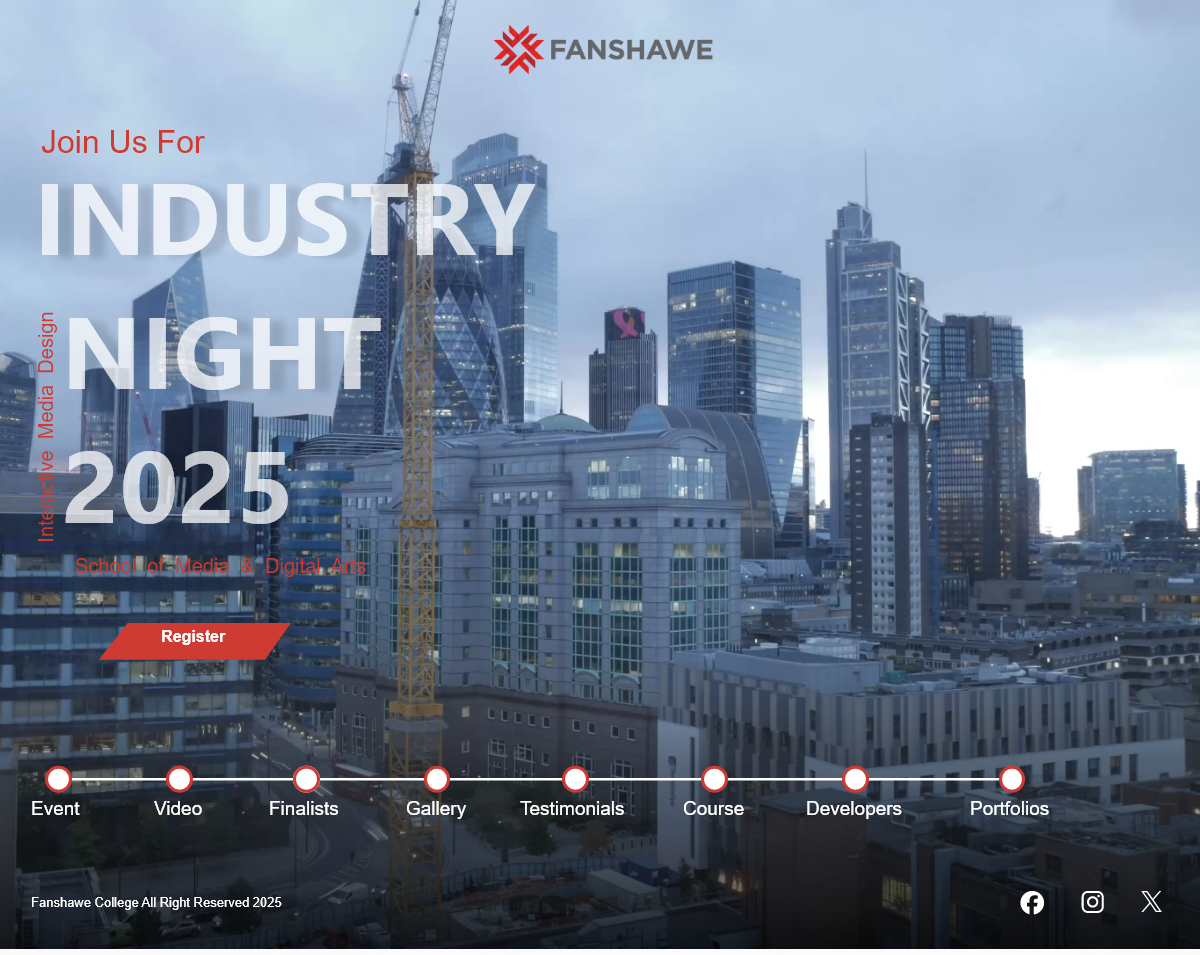 FANSHAWE
Join Us For
INDUSTRY
NIGHT
2025
Interactive Media Design
School of Media & Digital Arts
Register
Event
Video
Finalists
Gallery
Testimonials
Course
Developers
Portfolios
Fanshawe College All Right Reserved 2025